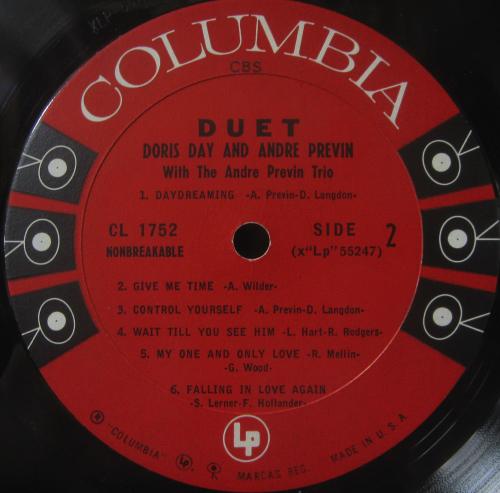 COLUMBIA
CBS
DUET
DORIS DAY AND ANDRE PREVIN
With The Andre Previn Trio
1. DAYDREAMING -A. Previn-D. Langdon-
CL 1752
NONBREAKABLE
SIDE 2
(x"Lp"55247)
2. GIVE ME TIME -A. Wilder-
3. CONTROL YOURSELF -A. Previn-D. Langdon-
4. WAIT TILL YOU SEE HIM -L. Hart-R. Rodgers-
5. MY ONE AND ONLY LOVE -R. Mellin-
-G. Wood-
6. FALLING IN LOVE AGAIN
-S. Lerner-F. Hollander-
Lp
® "COLUMBIA" Lp MARCAS REG. MADE IN U.S.A.